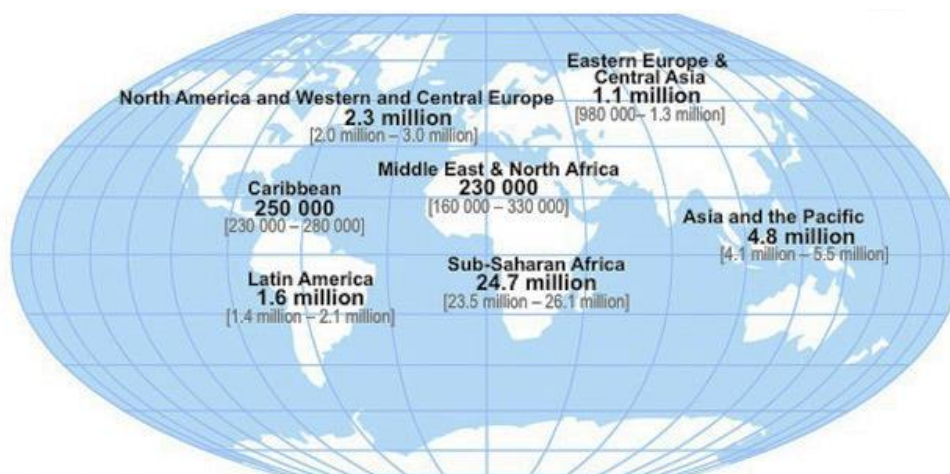 Eastern Europe &
Central Asia
1.1 million
[980 000– 1.3 million]
North America and Western and Central Europe
2.3 million
[2.0 million – 3.0 million]
Middle East & North Africa
230 000
[160 000 – 330 000]
Caribbean
250 000
[230 000 – 280 000]
Asia and the Pacific
4.8 million
[4.1 million – 5.5 million]
Sub-Saharan Africa
24.7 million
[23.5 million – 26.1 million]
Latin America
1.6 million
[1.4 million – 2.1 million]